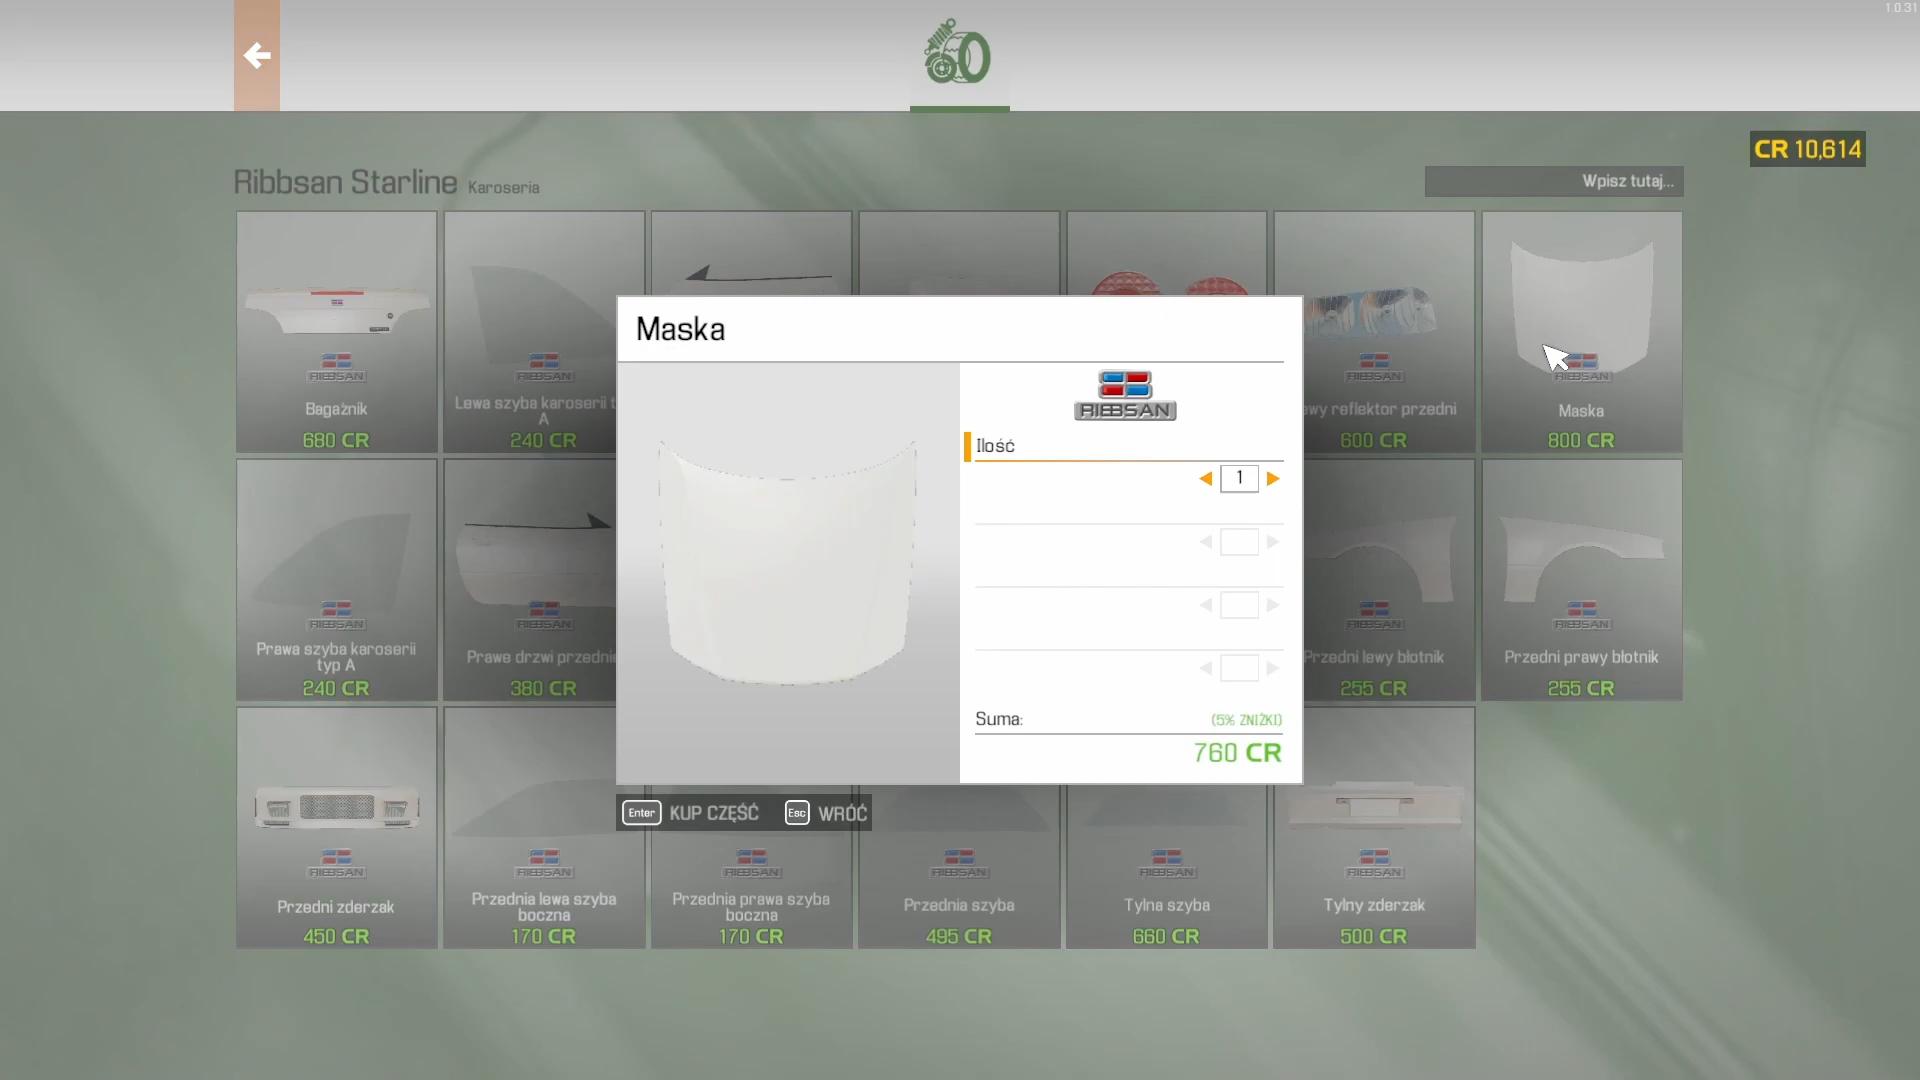 1.0.31
CR 10,614
Ribbsan Starline Karoseria
Wpisz tutaj...
RIBBSAN
Bagażnik
680 CR
RIBBSAN
Lewa szyba karoserii
A
240 CR
RIBBSAN
reflektor przedni
600 CR
RIBBSAN
Maska
800 CR
Maska
RIBBSAN
Ilość
1
Suma:
(5% ZNIŻKI)
760 CR
Enter KUP CZĘŚĆ Esc WRÓĆ
RIBBSAN
Prawa szyba karoserii
typ A
240 CR
RIBBSAN
Prawe drzwi przednie
380 CR
RIBBSAN
Przedni lewy błotnik
255 CR
RIBBSAN
Przedni prawy błotnik
255 CR
RIBBSAN
Przedni zderzak
450 CR
RIBBSAN
Przednia lewa szyba
boczna
170 CR
RIBBSAN
Przednia prawa szyba
boczna
170 CR
RIBBSAN
Przednia szyba
495 CR
RIBBSAN
Tylna szyba
660 CR
RIBBSAN
Tylny zderzak
500 CR